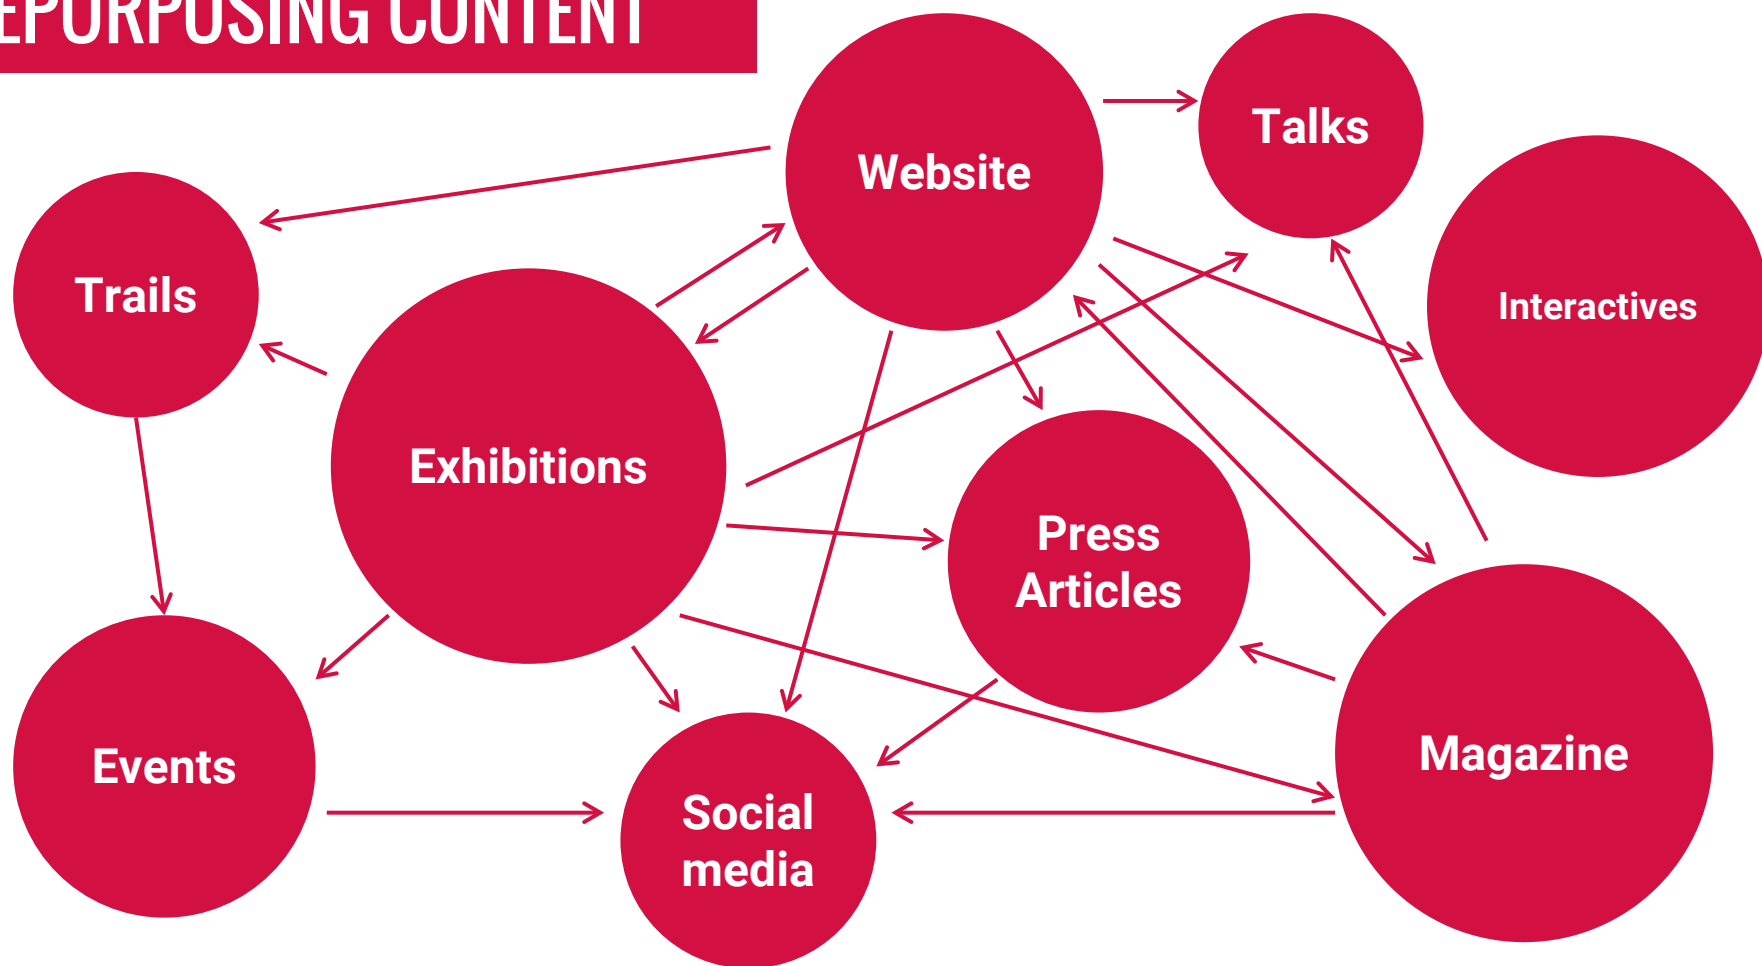 EPURPOSING CONTENT
Website
Talks
Trails
Interactives
Exhibitions
Press
Articles
Events
Magazine
Social
media